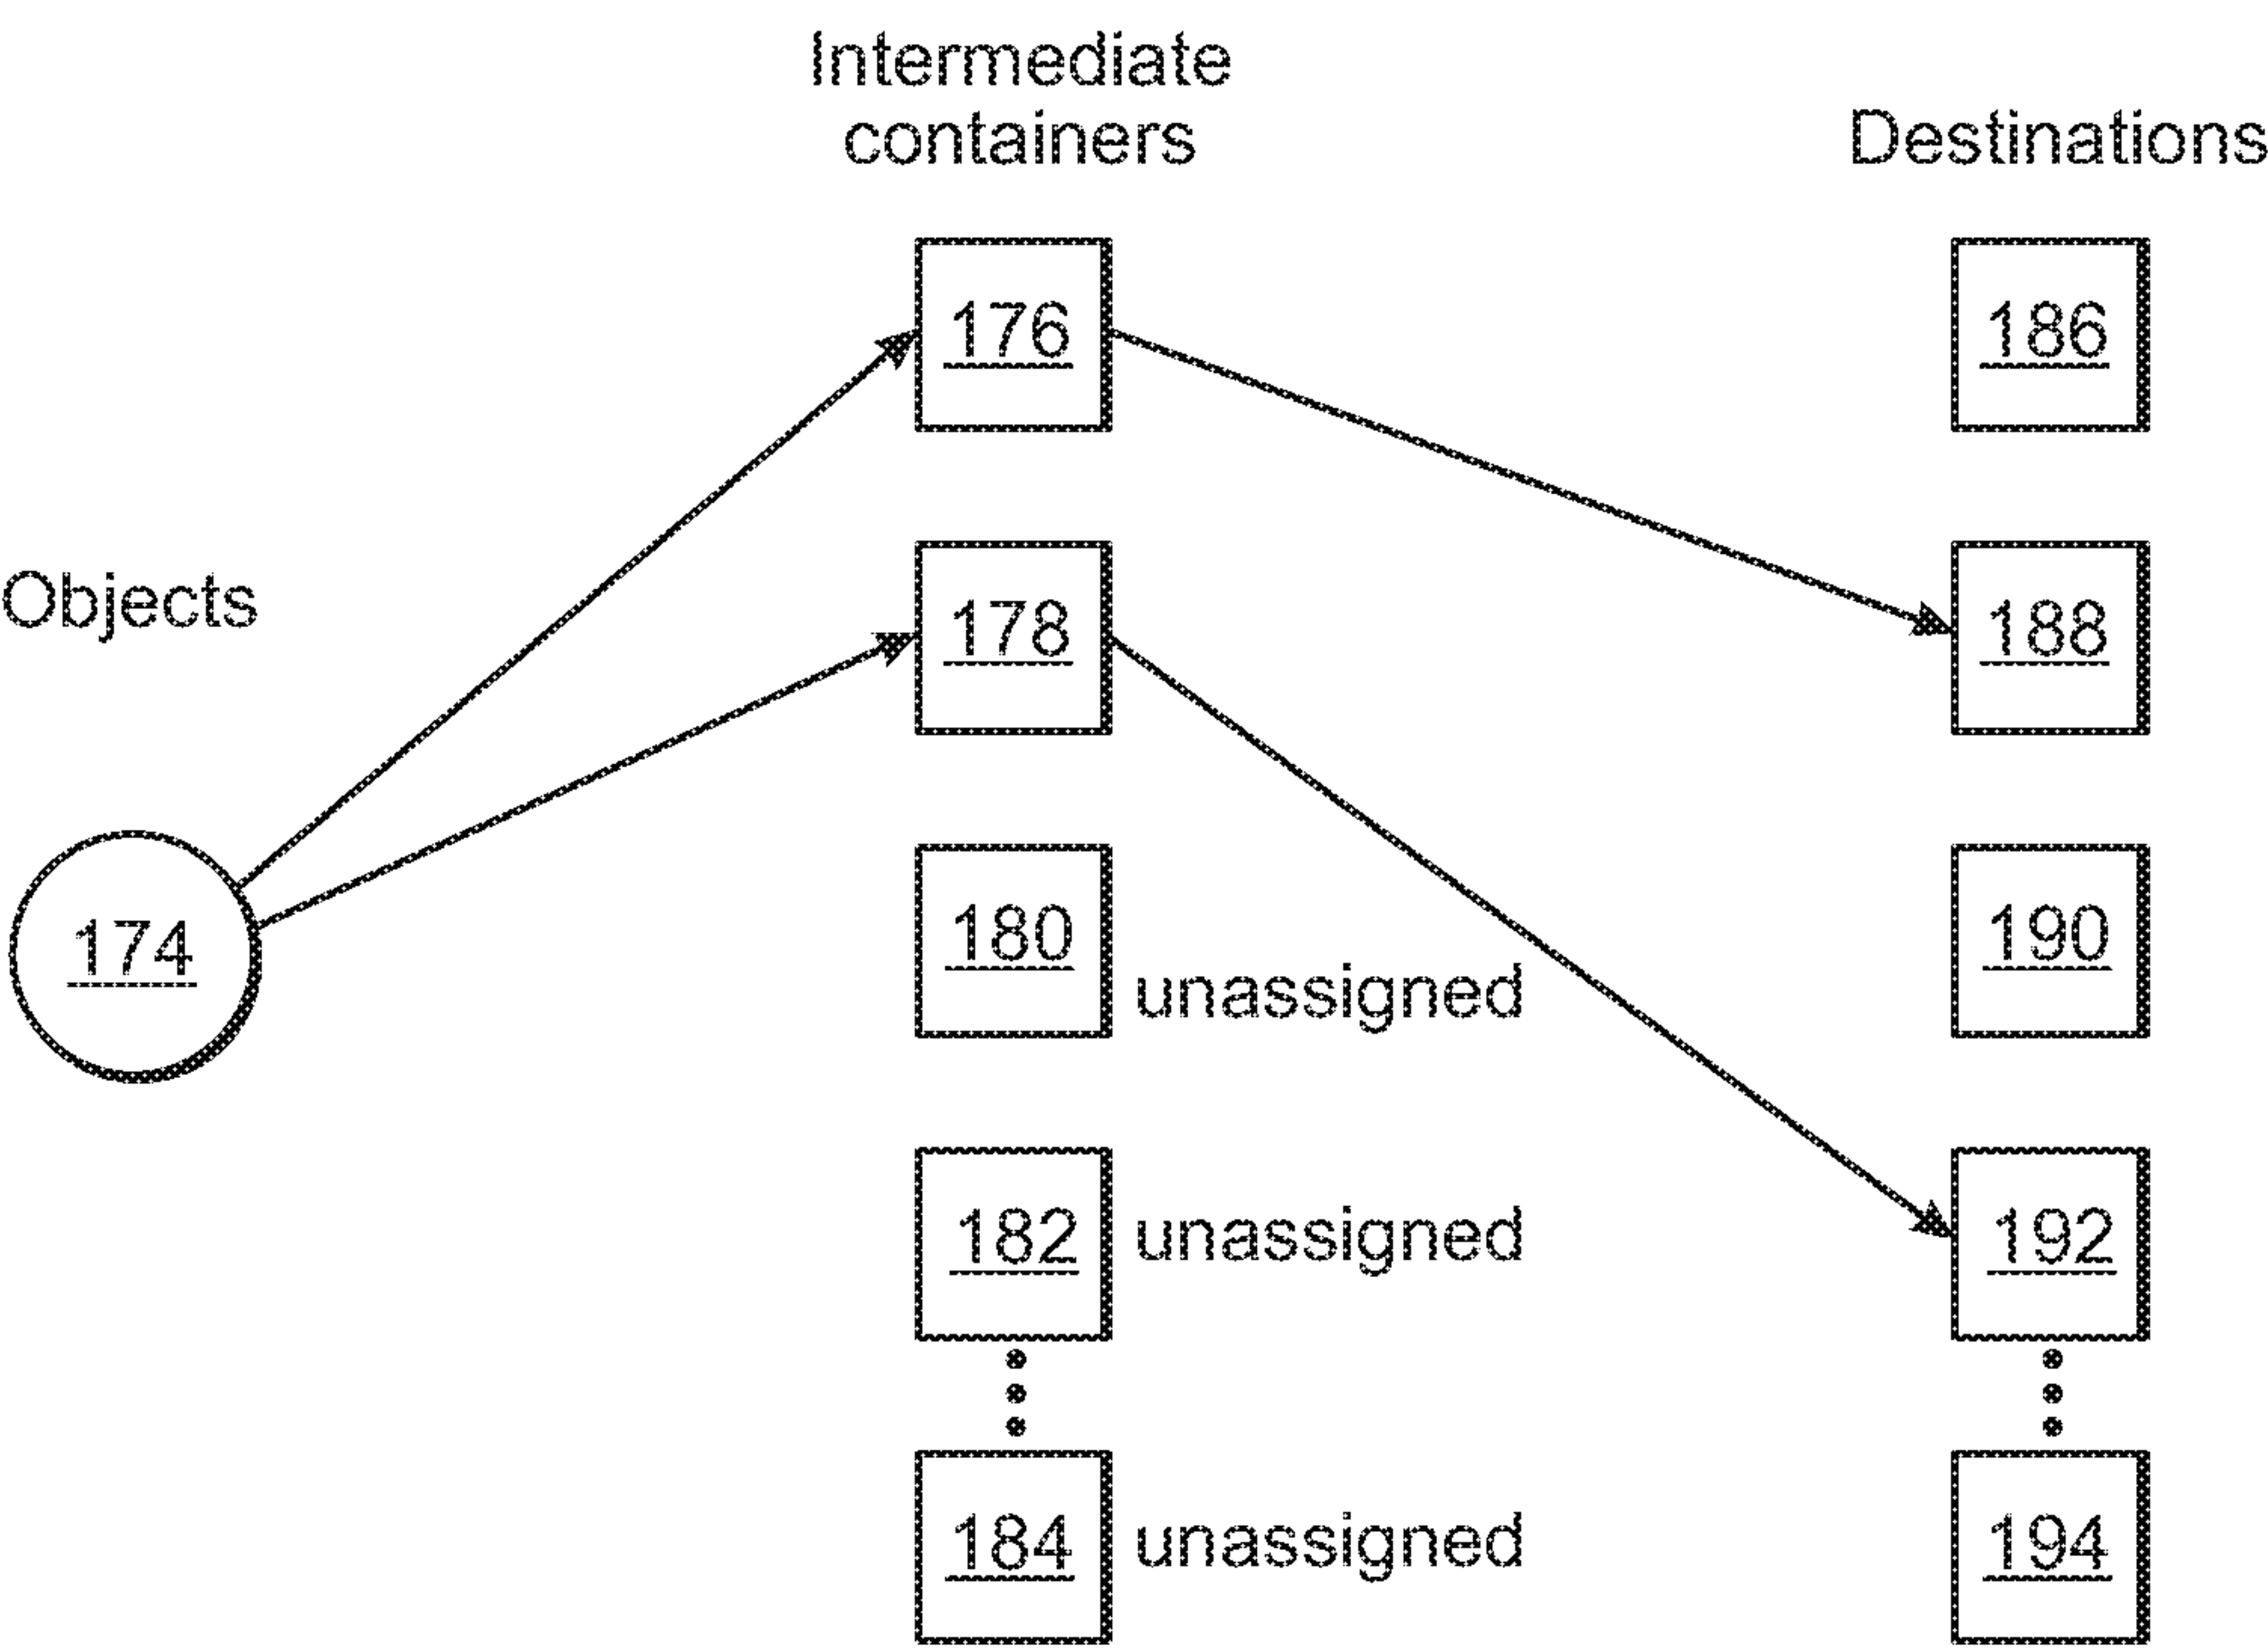 Intermediate
containers
Destinations
Objects
174
176
178
180
unassigned
182
unassigned
184
unassigned
186
188
190
192
194